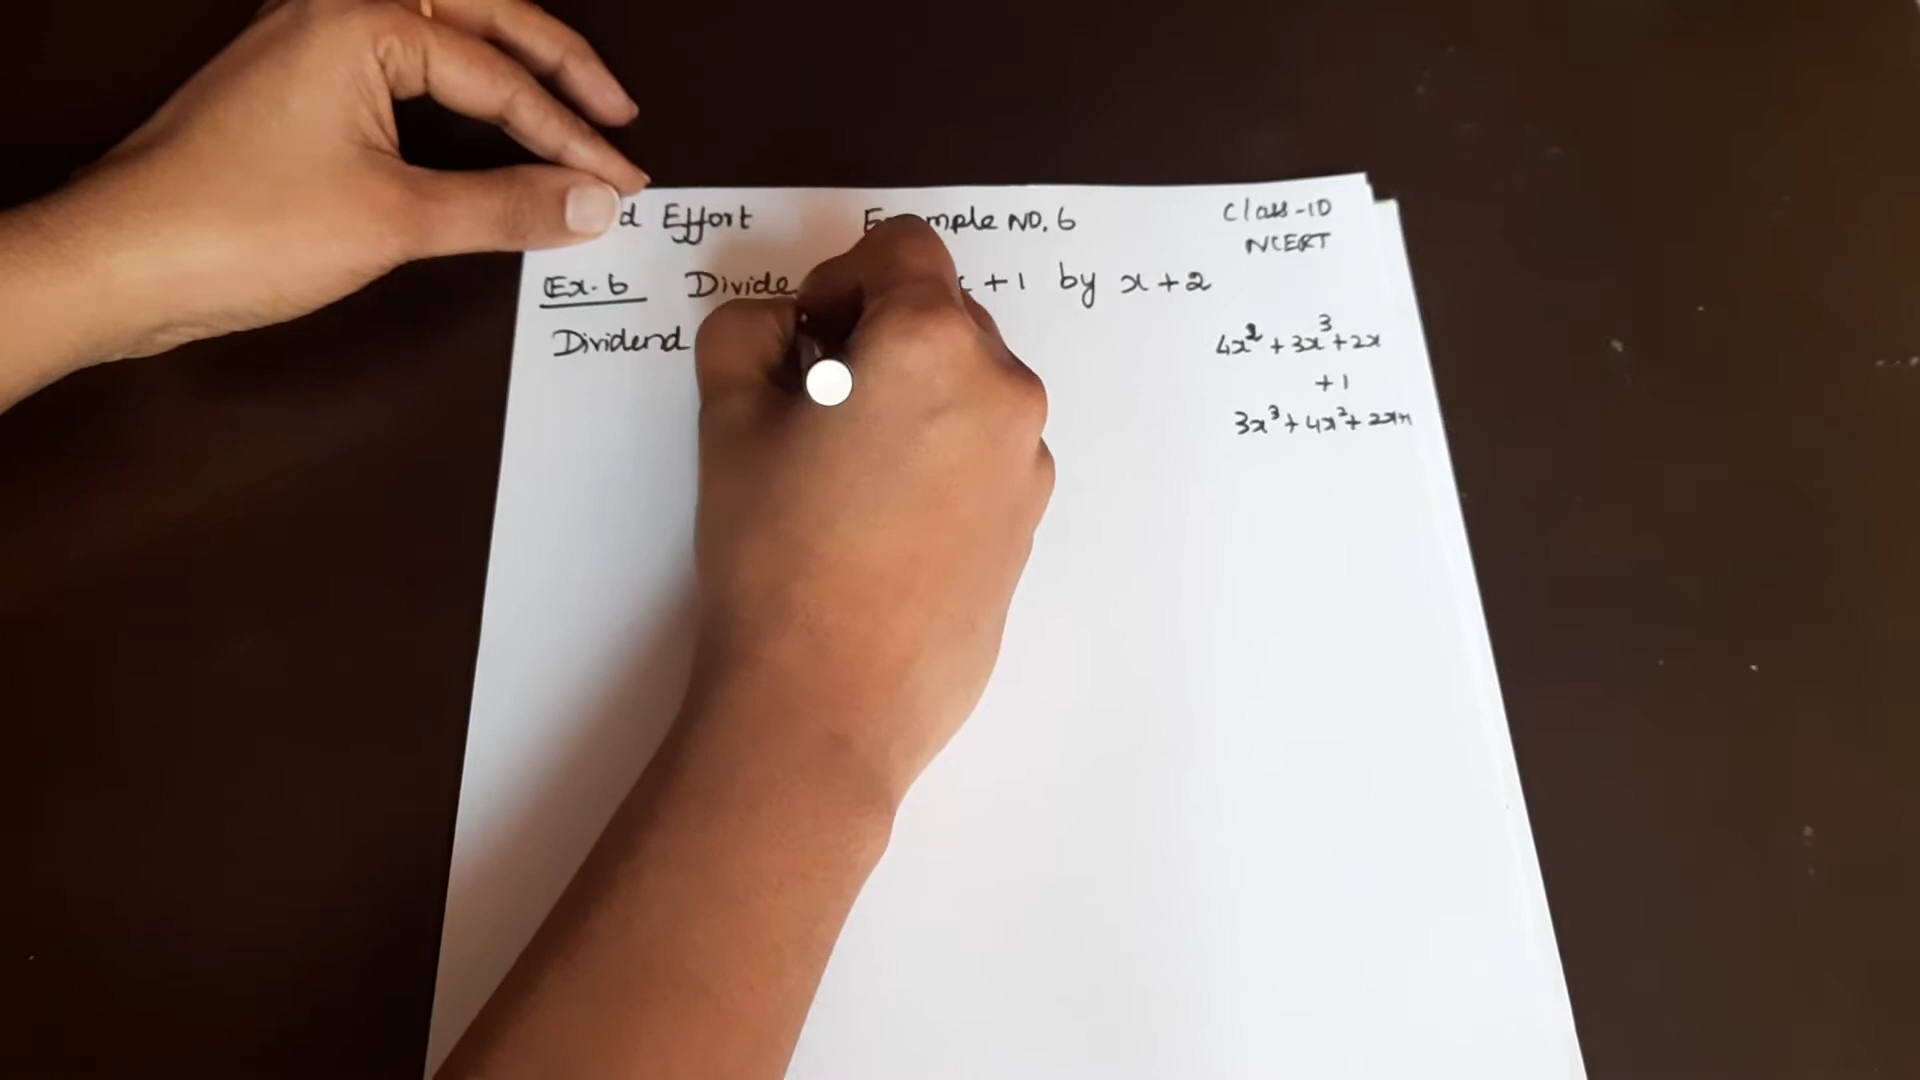 d Effort Example NO. 6 Class-10
NCERT
Ex. 6 Divide x + 1 by x + 2
Dividend
4x² + 3x³ + 2x
+ 1
3x³ + 4x² + 2x+1